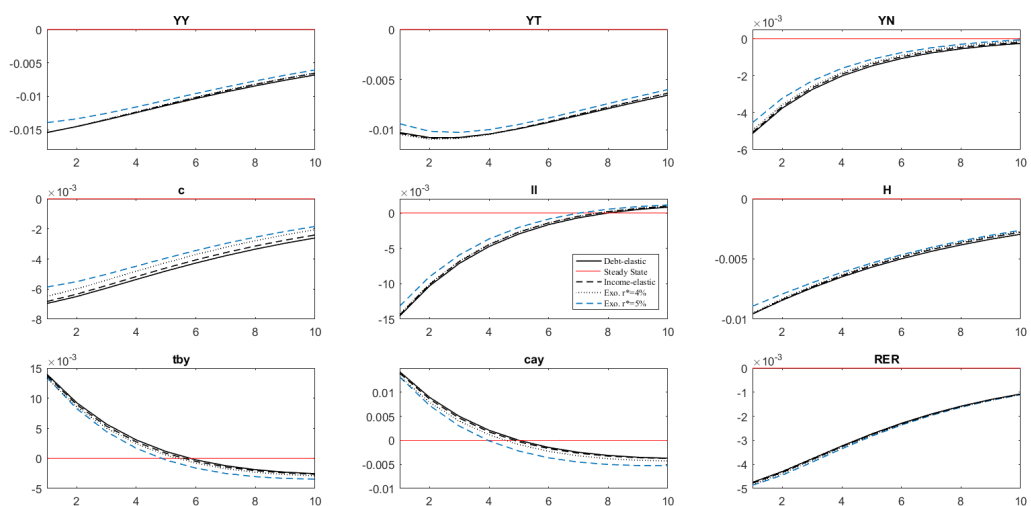 YY
0
-0.005
-0.01
-0.015
2 4 6 8 10
YT
0
-0.005
-0.01
2 4 6 8 10
YN
×10⁻³
0
-2
-4
-6
2 4 6 8 10
c
×10⁻³
0
-2
-4
-6
-8
2 4 6 8 10
II
×10⁻³
0
-5
-10
-15
2 4 6 8 10
Debt-elastic
Steady State
Income-elastic
Exo. r*=4%
Exo. r*=5%
H
0
-0.005
-0.01
2 4 6 8 10
tby
×10⁻³
15
10
5
0
-5
2 4 6 8 10
cay
0.01
0.005
0
-0.005
-0.01
2 4 6 8 10
RER
×10⁻³
0
-1
-2
-3
-4
-5
2 4 6 8 10